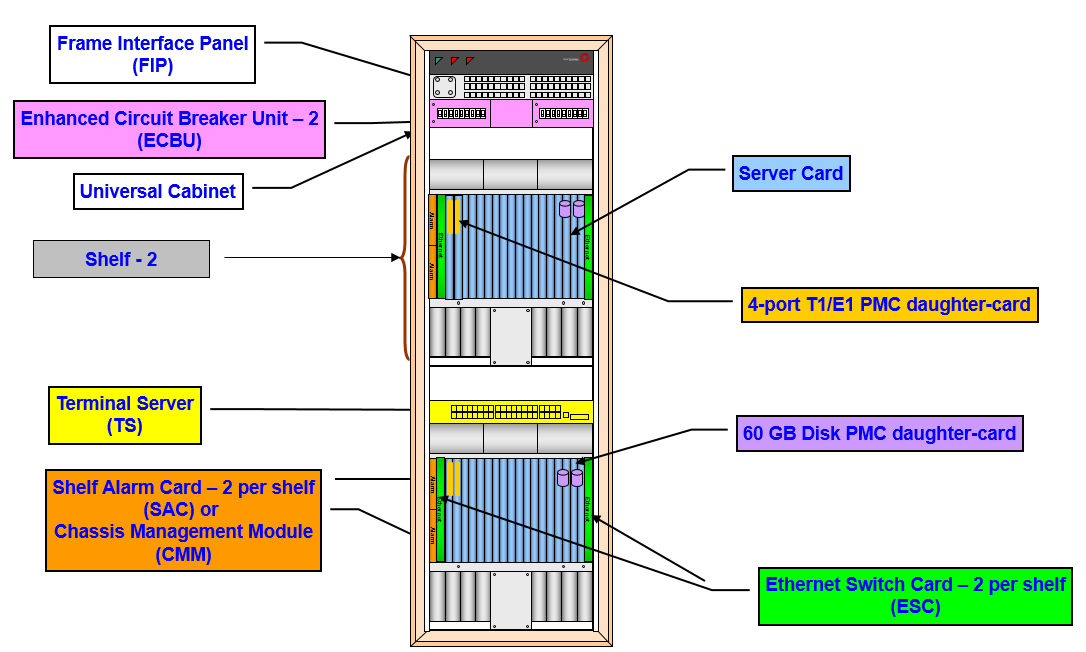 Frame Interface Panel
(FIP)
Enhanced Circuit Breaker Unit – 2
(ECBU)
Universal Cabinet
Shelf - 2
Terminal Server
(TS)
Shelf Alarm Card – 2 per shelf
(SAC) or
Chassis Management Module
(CMM)
Alarm
Alarm
Ethernet
Ethernet
Alarm
Alarm
Ethernet
Ethernet
Server Card
4-port T1/E1 PMC daughter-card
60 GB Disk PMC daughter-card
Ethernet Switch Card – 2 per shelf
(ESC)